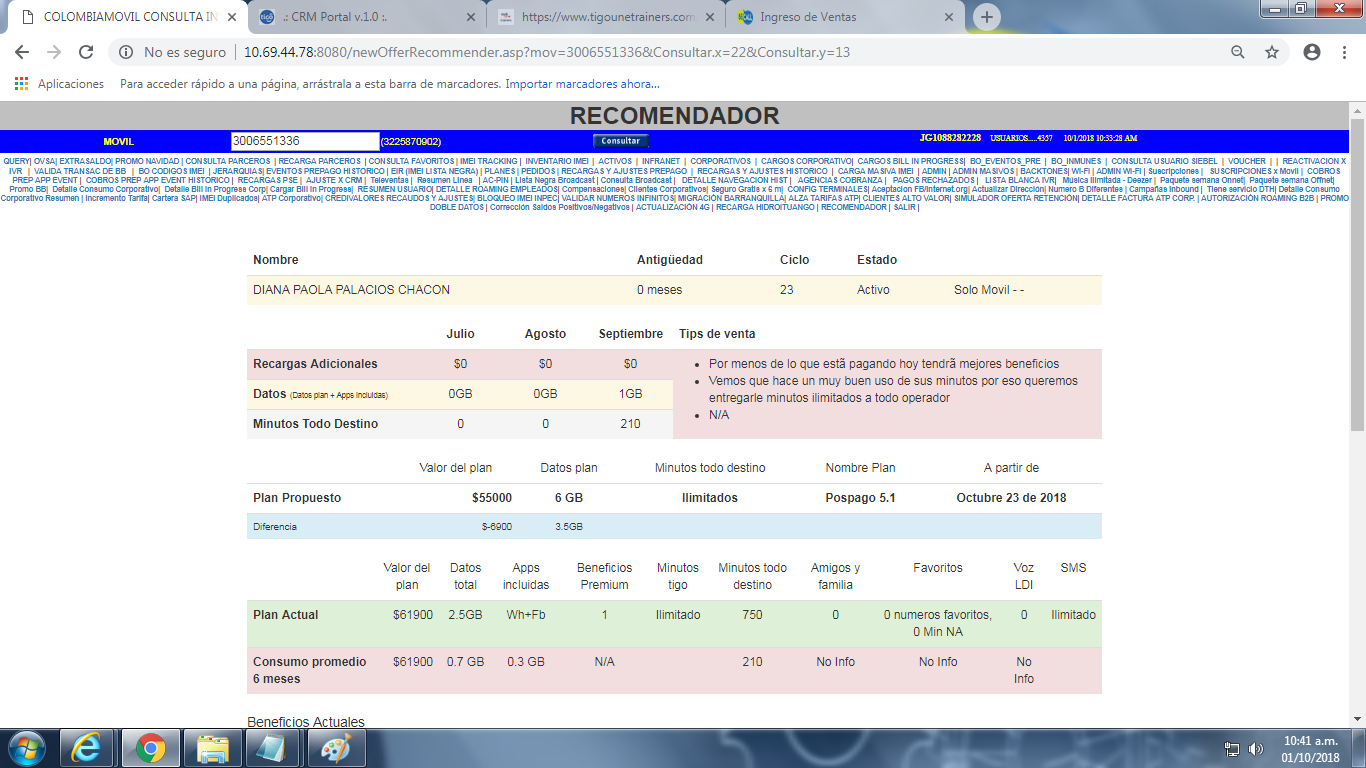 COLOMBIAMOVIL CONSULTA IN
.: CRM Portal v.1.0 :.
https://www.tigounetrainers.com
Ingreso de Ventas
No es seguro | 10.69.44.78:8080/newOfferRecommender.asp?mov=3006551336&Consultar.x=22&Consultar.y=13
Aplicaciones Para acceder rápido a una página, arrástrala a esta barra de marcadores. Importar marcadores ahora...
RECOMENDADOR
MOVIL 3006551336 (3225870902) Consultar JG1088282228 USUARIOS.....4357 10/1/2018 10:33:28 AM
QUERY| OVSA| EXTRASALDO| PROMO NAVIDAD | CONSULTA PARCEROS | RECARGA PARCEROS | CONSULTA FAVORITOS| IMEI TRACKING | INVENTARIO IMEI | ACTIVOS | INFRANET | CORPORATIVOS | CARGOS CORPORATIVO| CARGOS BILL IN PROGRESS| BO_EVENTOS_PRE | BO_INMUNES | CONSULTA USUARIO SIEBEL | VOUCHER | | REACTIVACION X
IVR | VALIDA TRANSAC DE BB | BO CODIGOS IMEI | JERARQUIAS| EVENTOS PREPAGO HISTORICO | EIR (IMEI LISTA NEGRA) | PLANES | PEDIDOS | RECARGAS Y AJUSTES PREPAGO | RECARGAS Y AJUSTES HISTORICO | CARGA MASIVA IMEI | ADMIN | ADMIN MASIVOS | BACKTONES| WI-FI | ADMIN WI-FI | Suscripciones | SUSCRIPCIONES x Movil | COBROS
PREP APP EVENT | COBROS PREP APP EVENT HISTORICO | RECARGAS PSE | AJUSTE X CRM | Televentas | Resumen Linea | AC-PIN | Lista Negra Broadcast | Consulta Broadcast | DETALLE NAVEGACION HIST | AGENCIAS COBRANZA | PAGOS RECHAZADOS | LISTA BLANCA IVR| Música Ilimitada - Deezer | Paquete semana Onnet| Paquete semana Offnet|
Promo BB| Detalle Consumo Corporativo| Detalle Bill In Progress Corp| Cargar Bill In Progress| RESUMEN USUARIO| DETALLE ROAMING EMPLEADOS| Compensaciones| Clientes Corporativos| Seguro Gratis x 6 m| CONFIG TERMINALES| Aceptacion FB/Internet.org| Actualizar Dirección| Numero B Diferentes | Campañas Inbound | Tiene servicio DTH| Detalle Consumo
Corporativo Resumen | Incremento Tarifa| Cartera SAP| IMEI Duplicados| ATP Corporativo| CREDIVALORES RECAUDOS Y AJUSTES| BLOQUEO IMEI INPEC| VALIDAR NUMEROS INFINITOS| MIGRACIÓN BARRANQUILLA| ALZA TARIFAS ATP| CLIENTES ALTO VALOR| SIMULADOR OFERTA RETENCIÓN| DETALLE FACTURA ATP CORP. | AUTORIZACIÓN ROAMING B2B | PROMO
DOBLE DATOS | Corrección Saldos Positivos/Negativos | ACTUALIZACIÓN 4G | RECARGA HIDROITUANGO | RECOMENDADOR | SALIR |
Nombre Antigüedad Ciclo Estado
DIANA PAOLA PALACIOS CHACON 0 meses 23 Activo Solo Movil - -
Julio Agosto Septiembre Tips de venta
Recargas Adicionales $0 $0 $0
Datos (Datos plan + Apps incluidas) 0GB 0GB 1GB
Minutos Todo Destino 0 0 210
• Por menos de lo que estã pagando hoy tendrã mejores beneficios
• Vemos que hace un muy buen uso de sus minutos por eso queremos
entregarle minutos ilimitados a todo operador
• N/A
Valor del plan Datos plan Minutos todo destino Nombre Plan A partir de
Plan Propuesto $55000 6 GB Ilimitados Pospago 5.1 Octubre 23 de 2018
Diferencia $-6900 3.5GB
Valor del Datos Apps Beneficios Minutos Minutos todo Amigos y Favoritos Voz SMS
plan total incluidas Premium tigo destino familia LDI
Plan Actual $61900 2.5GB Wh+Fb 1 Ilimitado 750 0 0 numeros favoritos, 0 Ilimitado
0 Min NA
Consumo promedio $61900 0.7 GB 0.3 GB N/A 210 No Info No Info No
6 meses Info
Beneficios Actuales
10:41 a.m.
01/10/2018